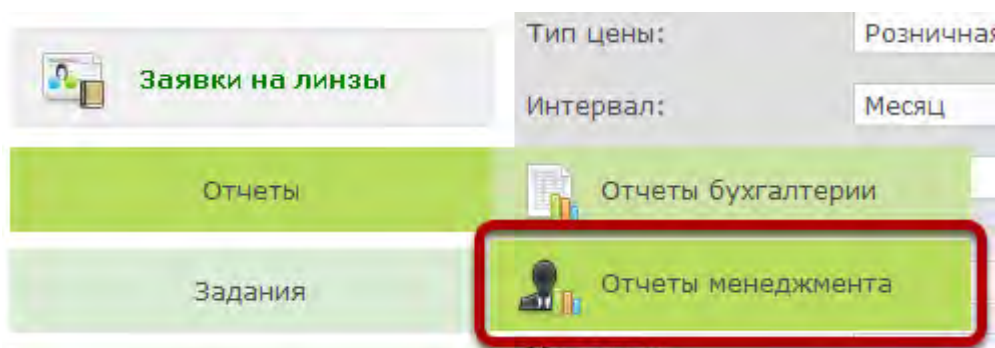 Тип цены:
Розничная
Заявки на линзы
Интервал:
Месяц
Отчеты
Отчеты бухгалтерии
Задания
Отчеты менеджмента